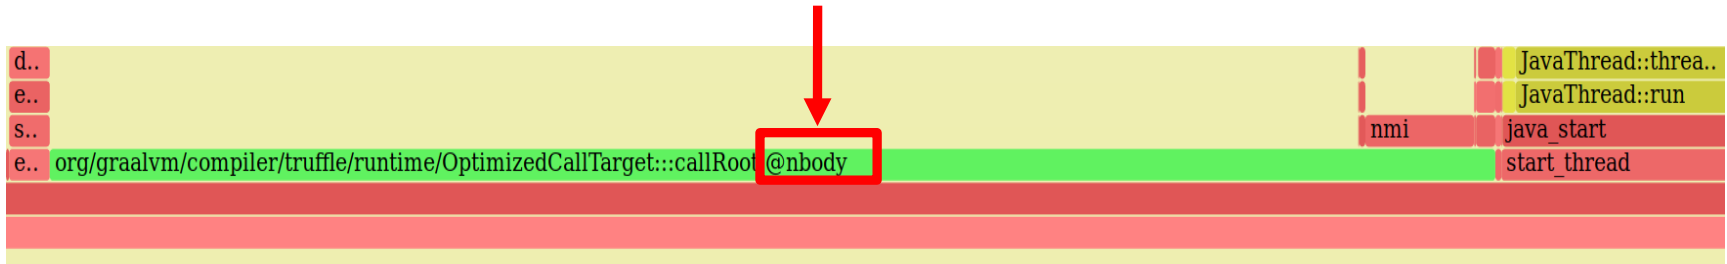 d.. JavaThread::threa..
e.. JavaThread::run
s.. nmi java_start
e.. org/graalvm/compiler/truffle/runtime/OptimizedCallTarget:::callRoot @nbody start_thread